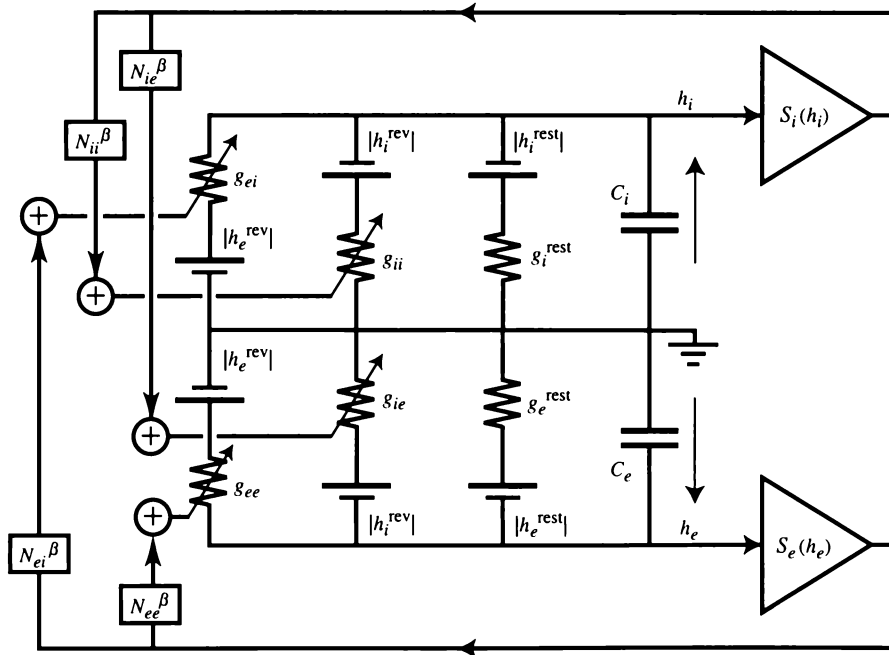 N_ie^β
N_ii^β
h_i
S_i(h_i)
|h_i^rev|
|h_i^rest|
g_ei
C_i
+
|h_e^rev|
g_ii
g_i^rest
+
|h_e^rev|
g_ie
g_e^rest
+
C_e
g_ee
+
|h_i^rev|
|h_e^rest|
h_e
S_e(h_e)
N_ei^β
N_ee^β